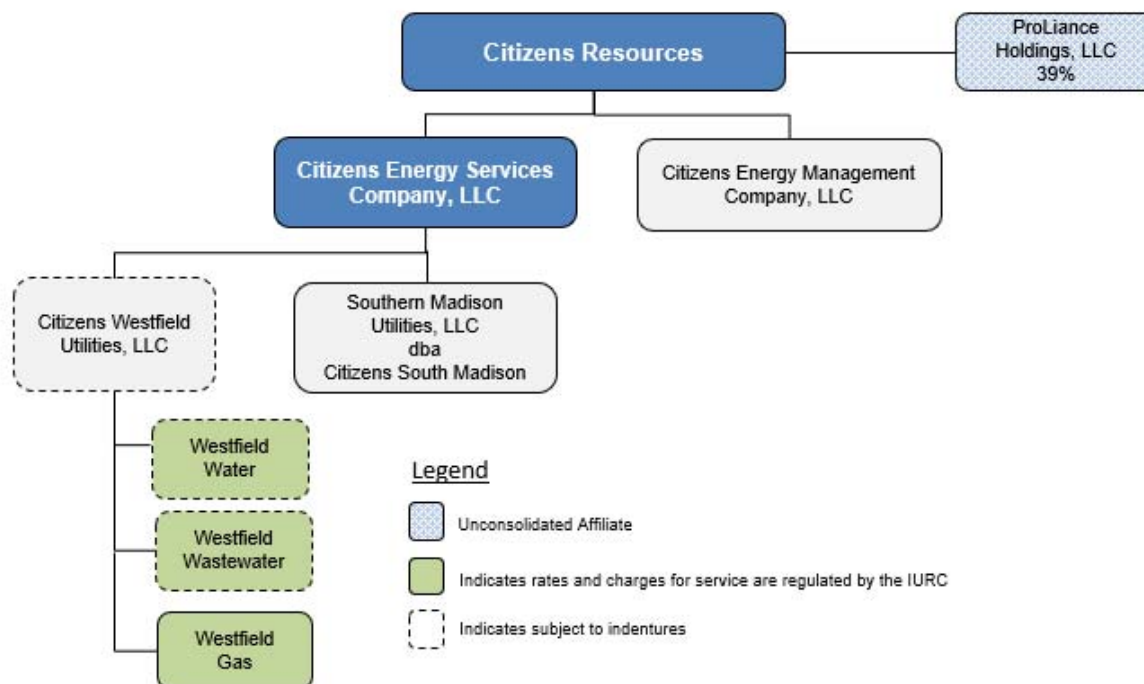 Citizens Resources
ProLiance
Holdings, LLC
39%
Citizens Energy Services
Company, LLC
Citizens Energy Management
Company, LLC
Citizens Westfield
Utilities, LLC
Southern Madison
Utilities, LLC
dba
Citizens South Madison
Westfield
Water
Westfield
Wastewater
Westfield
Gas
Legend
Unconsolidated Affiliate
Indicates rates and charges for service are regulated by the IURC
Indicates subject to indentures